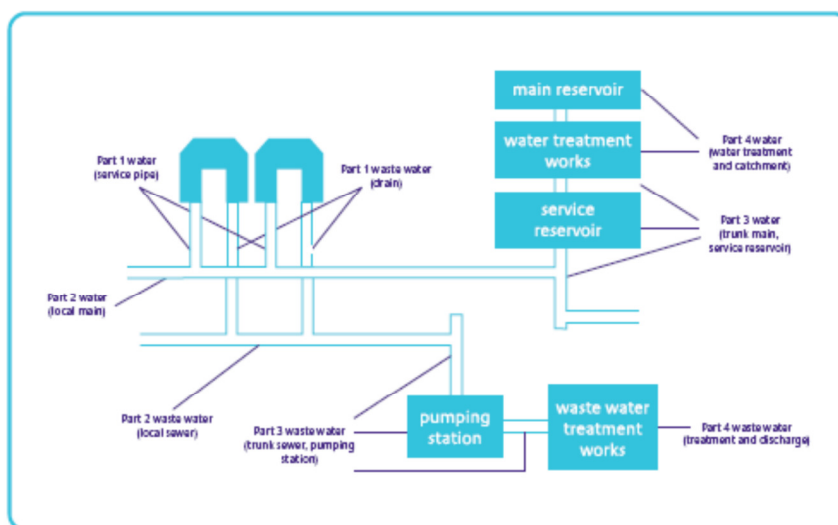 main reservoir
water treatment
works
Part 4 water
(water treatment
and catchment)
Part 1 water
(service pipe)
Part 1 waste water
(drain)
service
reservoir
Part 3 water
(trunk main,
service reservoir)
Part 2 water
(local main)
Part 2 waste water
(local sewer)
Part 3 waste water
(trunk sewer, pumping
station)
pumping
station
waste water
treatment
works
Part 4 waste water
(treatment and discharge)